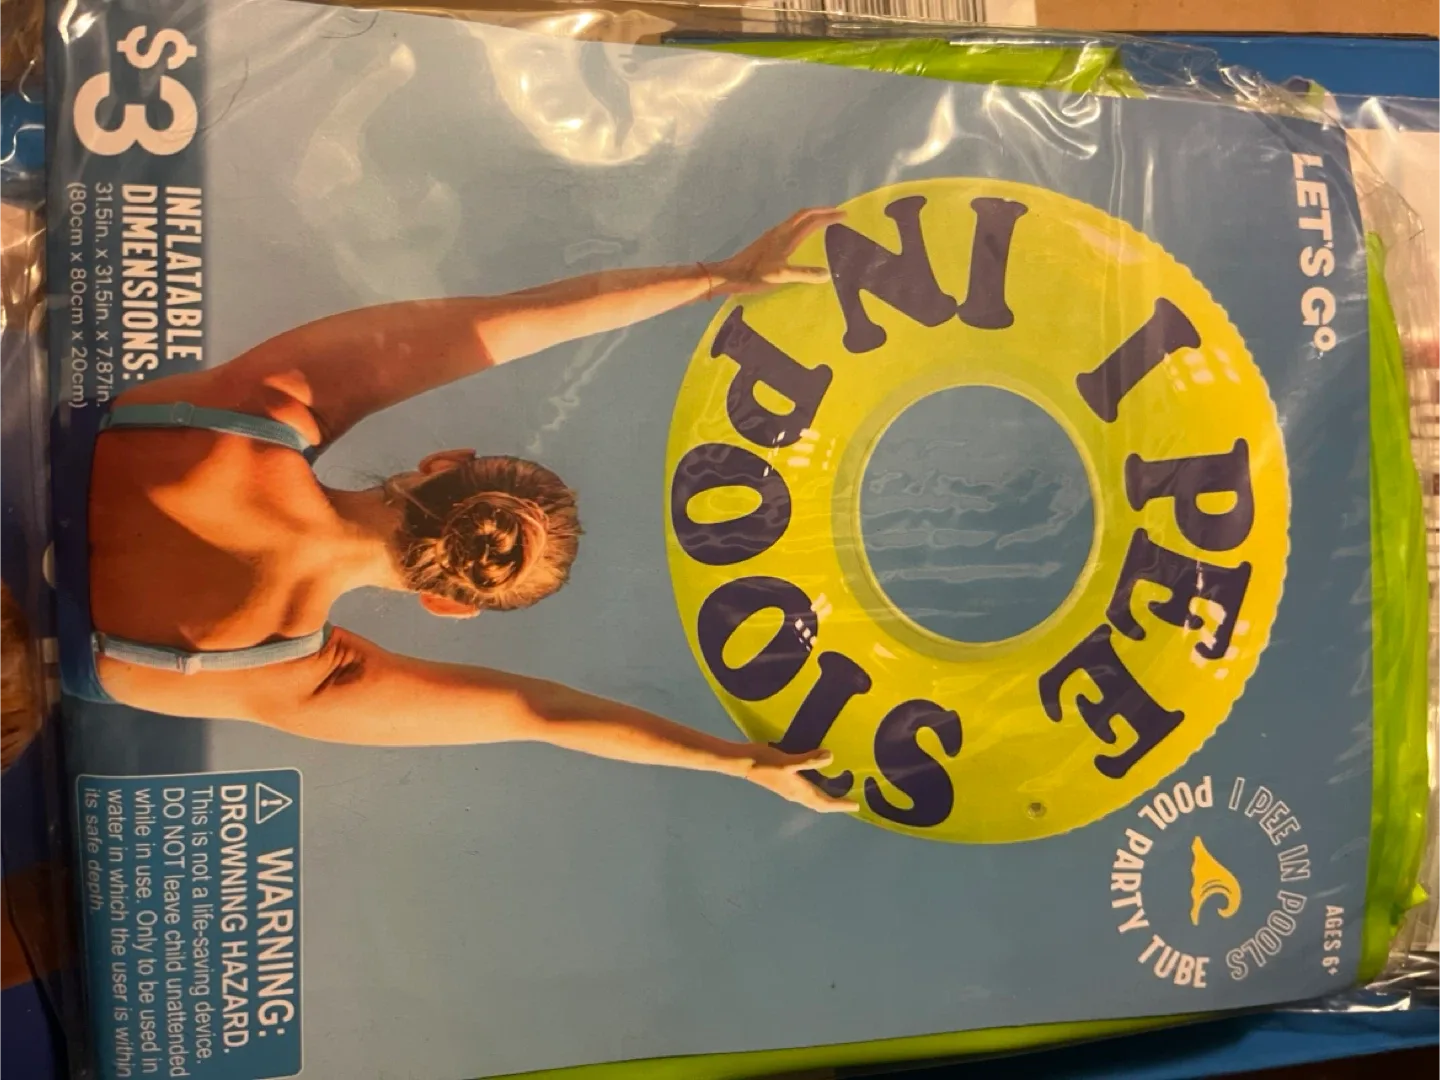 LET'S GO
AGES 6+
I PEE IN POOLS
POOL PARTY TUBE
I PEE
IN POOLS
$3
INFLATABLE
DIMENSIONS:
31.5in. x 31.5in. x 7.87in.
(80cm x 80cm x 20cm)
WARNING:
DROWNING HAZARD.
This is not a life-saving device.
DO NOT leave child unattended
while in use. Only to be used in
water in which the user is within
its safe depth.